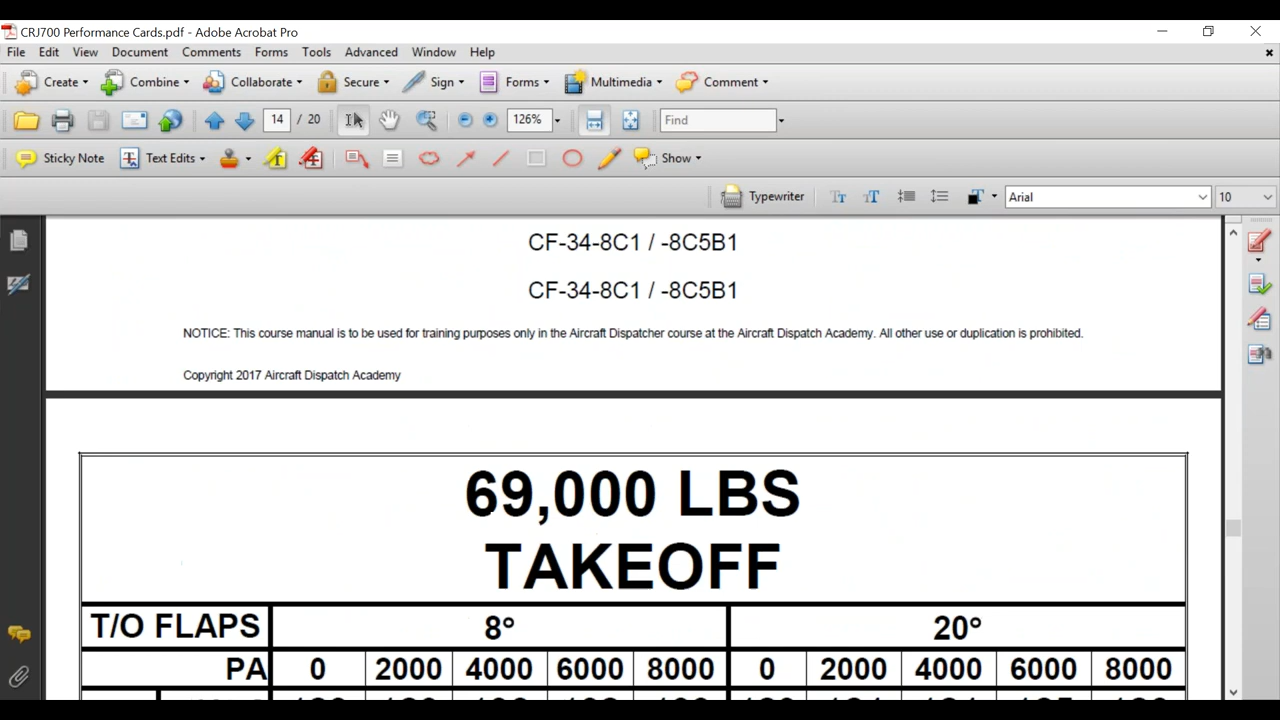 CRJ700 Performance Cards.pdf - Adobe Acrobat Pro
File Edit View Document Comments Forms Tools Advanced Window Help
Create Combine Collaborate Secure Sign Forms Multimedia Comment
14 / 20 126% Find
Sticky Note Text Edits Show
Typewriter Arial 10
CF-34-8C1 / -8C5B1
CF-34-8C1 / -8C5B1
NOTICE: This course manual is to be used for training purposes only in the Aircraft Dispatcher course at the Aircraft Dispatch Academy. All other use or duplication is prohibited.
Copyright 2017 Aircraft Dispatch Academy
69,000 LBS
TAKEOFF
T/O FLAPS 8° 20°
PA 0 2000 4000 6000 8000 0 2000 4000 6000 8000